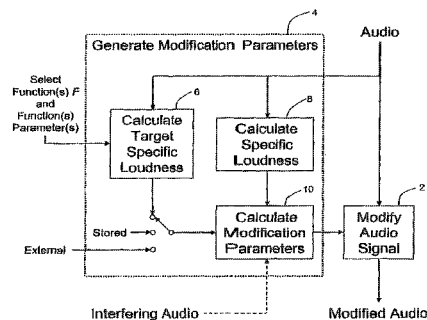 4
Generate Modification Parameters
Audio
Select
Function(s) F
and
Function(s)
Parameter(s)
6
Calculate
Target
Specific
Loudness
8
Calculate
Specific
Loudness
10
Calculate
Modification
Parameters
2
Modify
Audio
Signal
Stored
External
Interfering Audio
Modified Audio